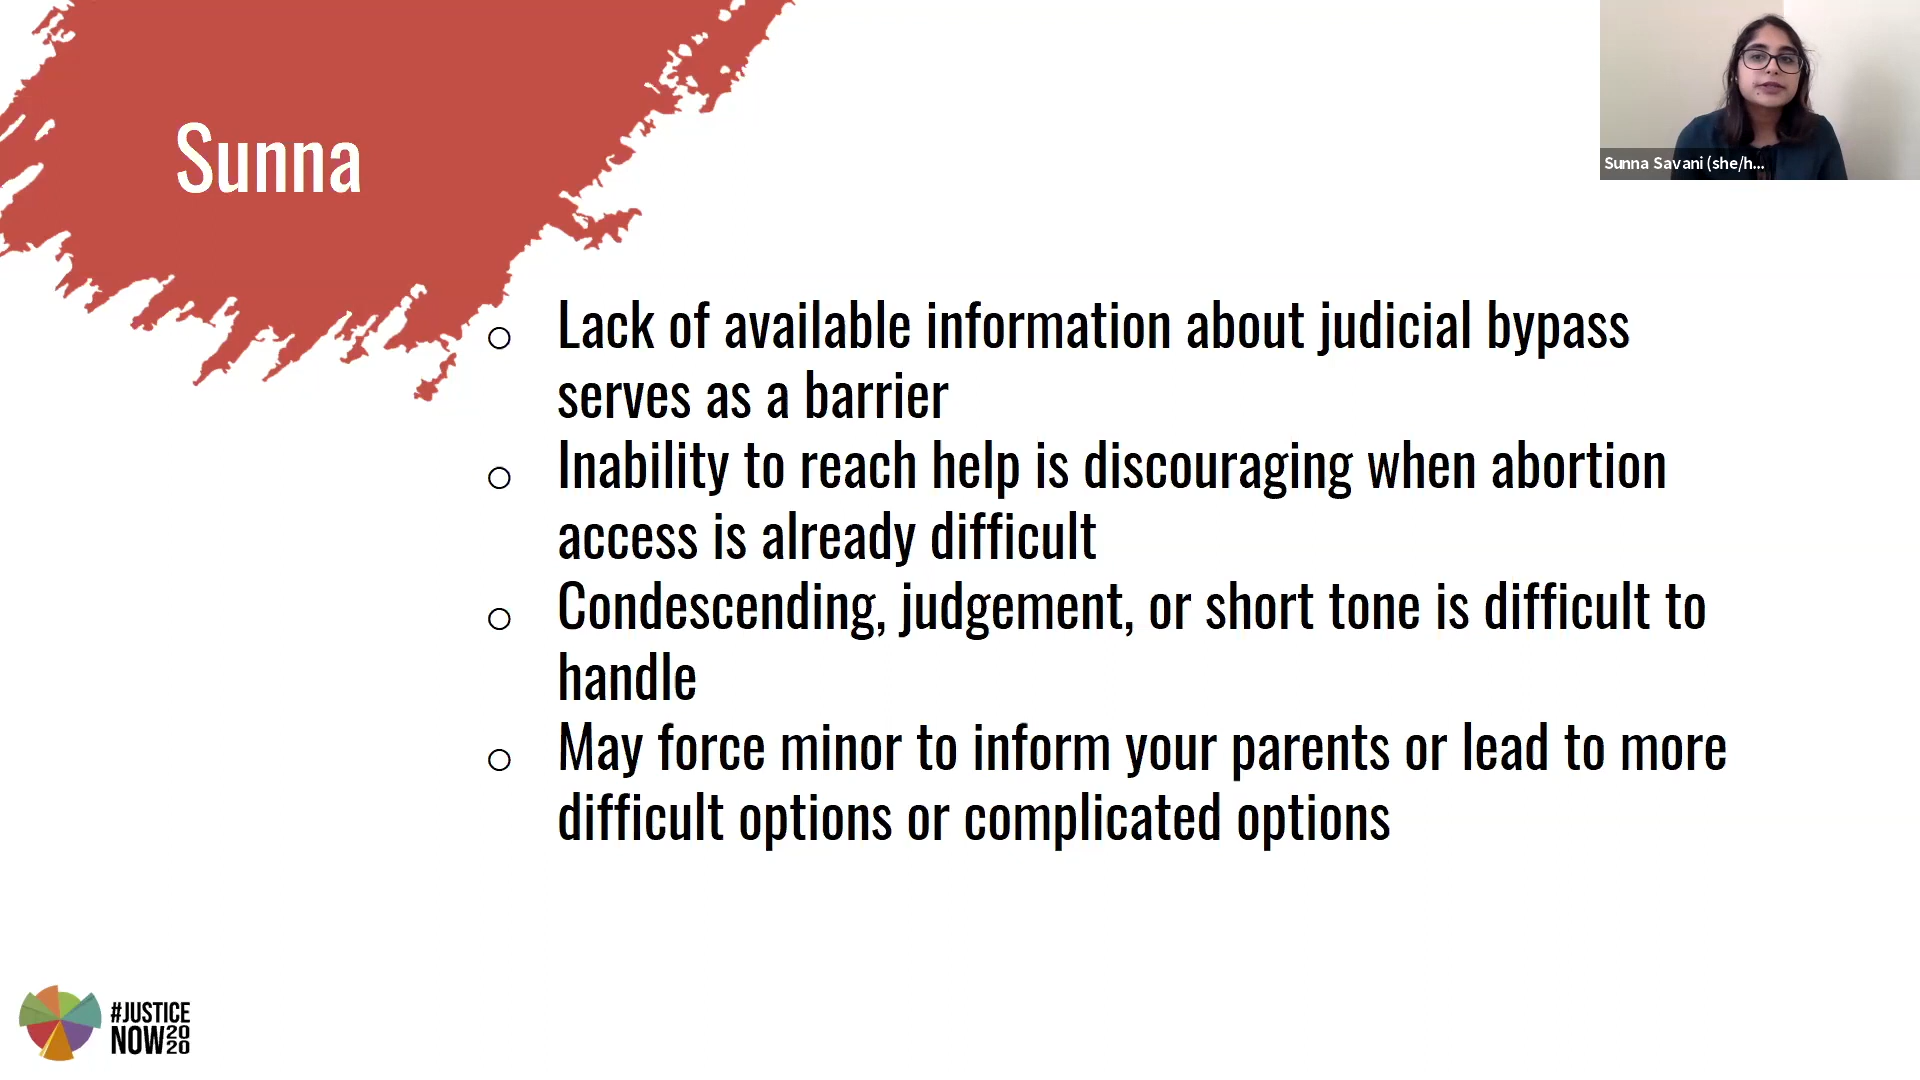 Sunna
Sunna Savani (she/h...
Lack of available information about judicial bypass
serves as a barrier
Inability to reach help is discouraging when abortion
access is already difficult
Condescending, judgement, or short tone is difficult to
handle
May force minor to inform your parents or lead to more
difficult options or complicated options
#JUSTICE
NOW2020